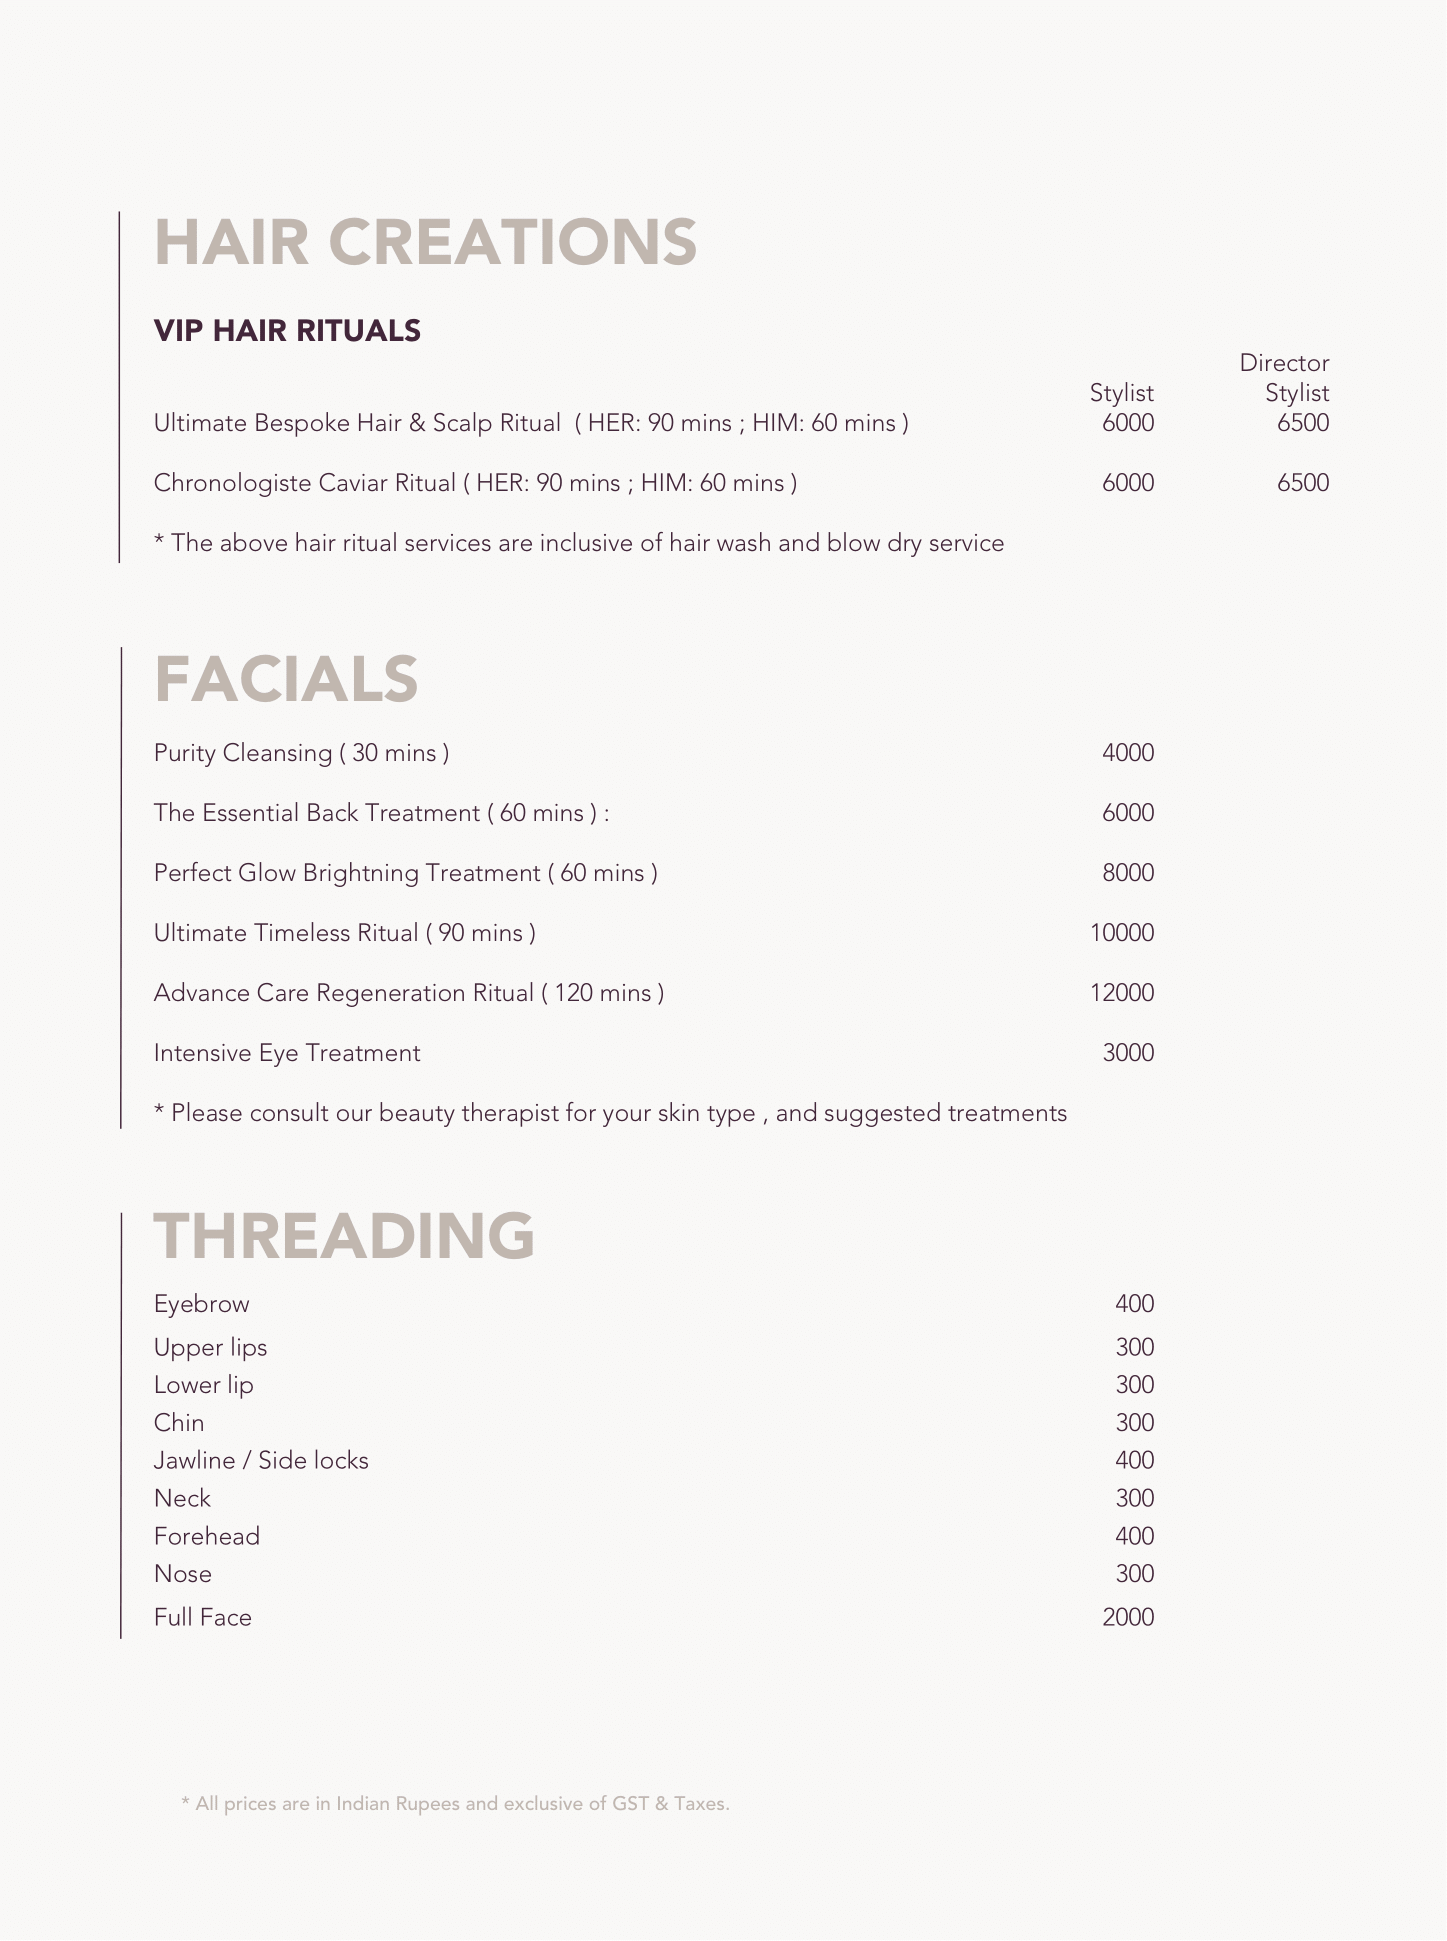 HAIR CREATIONS
VIP HAIR RITUALS
Director
Stylist Stylist
Ultimate Bespoke Hair & Scalp Ritual ( HER: 90 mins ; HIM: 60 mins ) 6000 6500
Chronologiste Caviar Ritual ( HER: 90 mins ; HIM: 60 mins ) 6000 6500
* The above hair ritual services are inclusive of hair wash and blow dry service
FACIALS
Purity Cleansing ( 30 mins ) 4000
The Essential Back Treatment ( 60 mins ) : 6000
Perfect Glow Brightning Treatment ( 60 mins ) 8000
Ultimate Timeless Ritual ( 90 mins ) 10000
Advance Care Regeneration Ritual ( 120 mins ) 12000
Intensive Eye Treatment 3000
* Please consult our beauty therapist for your skin type , and suggested treatments
THREADING
Eyebrow 400
Upper lips 300
Lower lip 300
Chin 300
Jawline / Side locks 400
Neck 300
Forehead 400
Nose 300
Full Face 2000
* All prices are in Indian Rupees and exclusive of GST & Taxes.